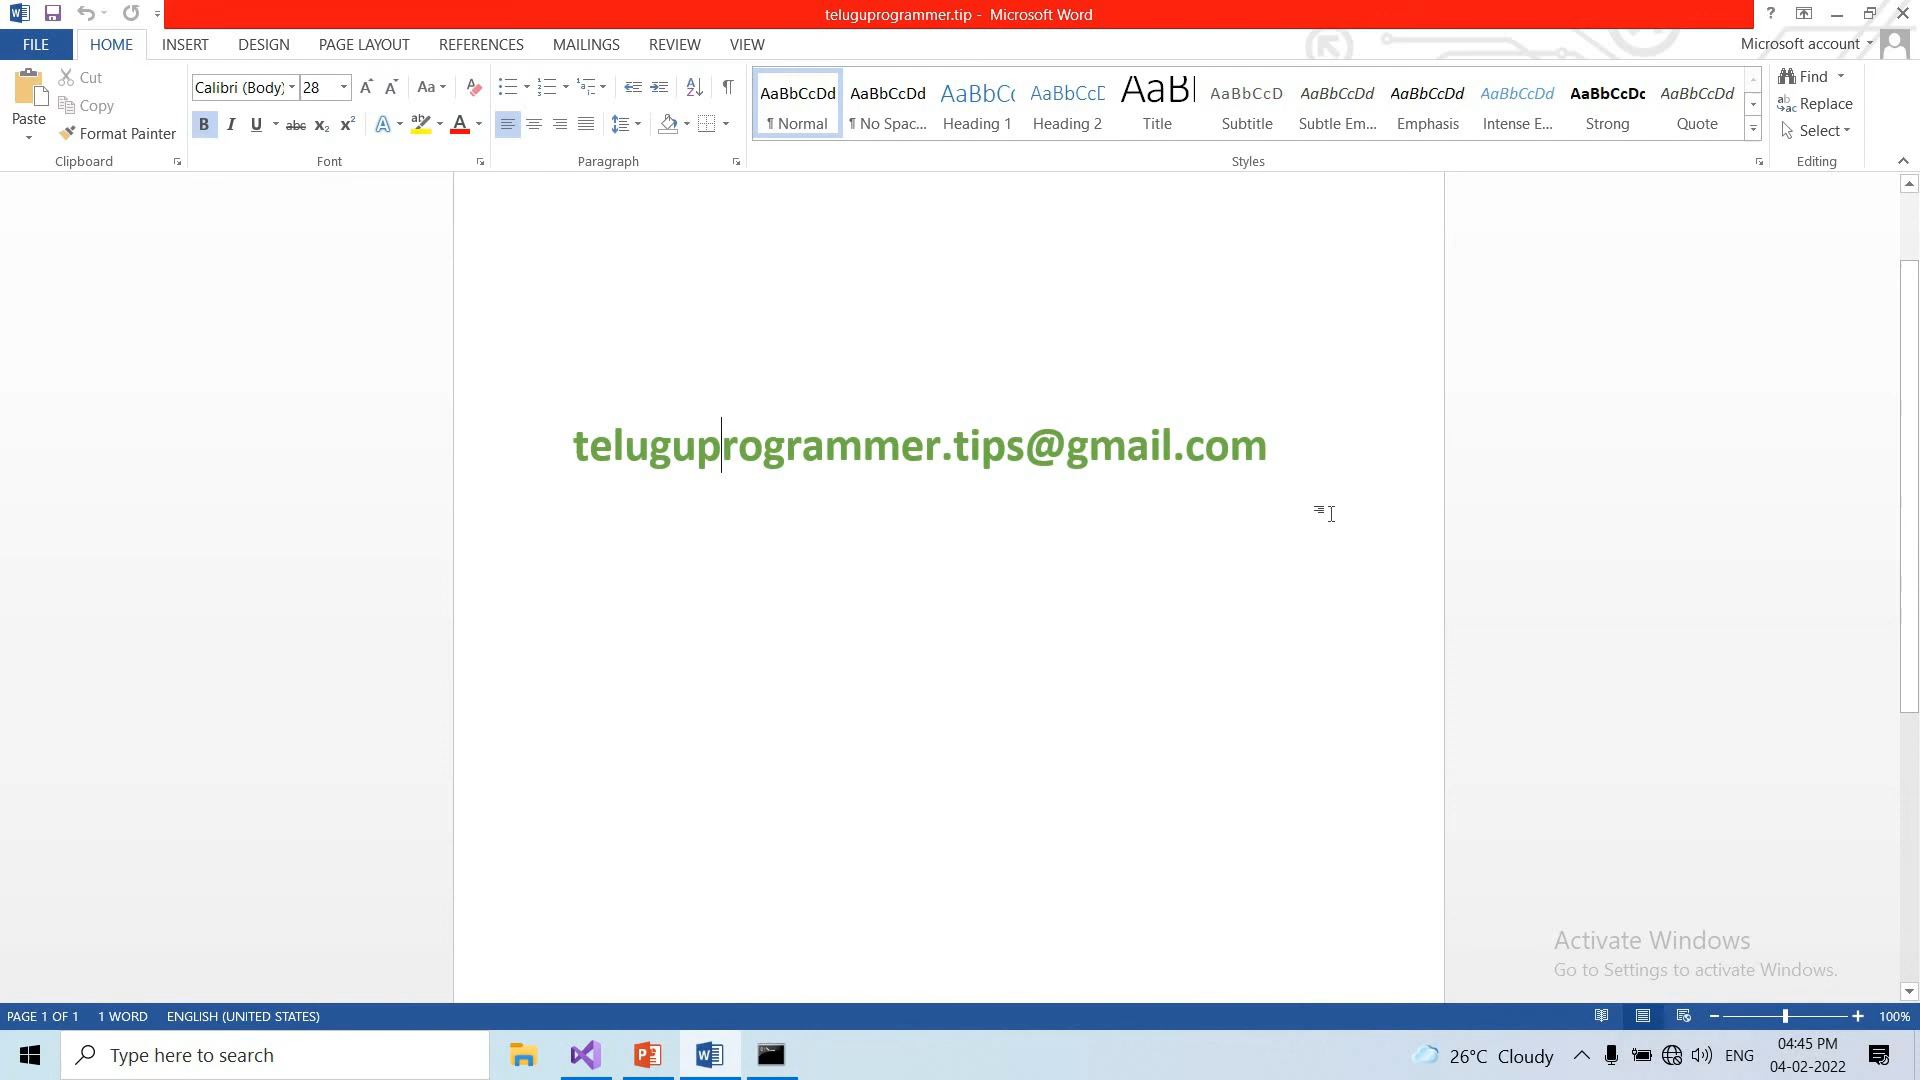 teluguprogrammer.tip - Microsoft Word
FILE HOME INSERT DESIGN PAGE LAYOUT REFERENCES MAILINGS REVIEW VIEW Microsoft account
Paste
Cut
Copy
Format Painter
Clipboard
Calibri (Body) 28
Font
Paragraph
AaBbCcDd AaBbCcDd AaBbCc AaBbCcD AaBl AaBbCcD AaBbCcDd AaBbCcDd AaBbCcDd AaBbCcDc AaBbCcDd
¶ Normal ¶ No Spac... Heading 1 Heading 2 Title Subtitle Subtle Em... Emphasis Intense E... Strong Quote
Styles
Find
Replace
Select
Editing
teluguprogrammer.tips@gmail.com
Activate Windows
Go to Settings to activate Windows.
PAGE 1 OF 1 1 WORD ENGLISH (UNITED STATES) 100%
Type here to search
26°C Cloudy
ENG
04:45 PM
04-02-2022